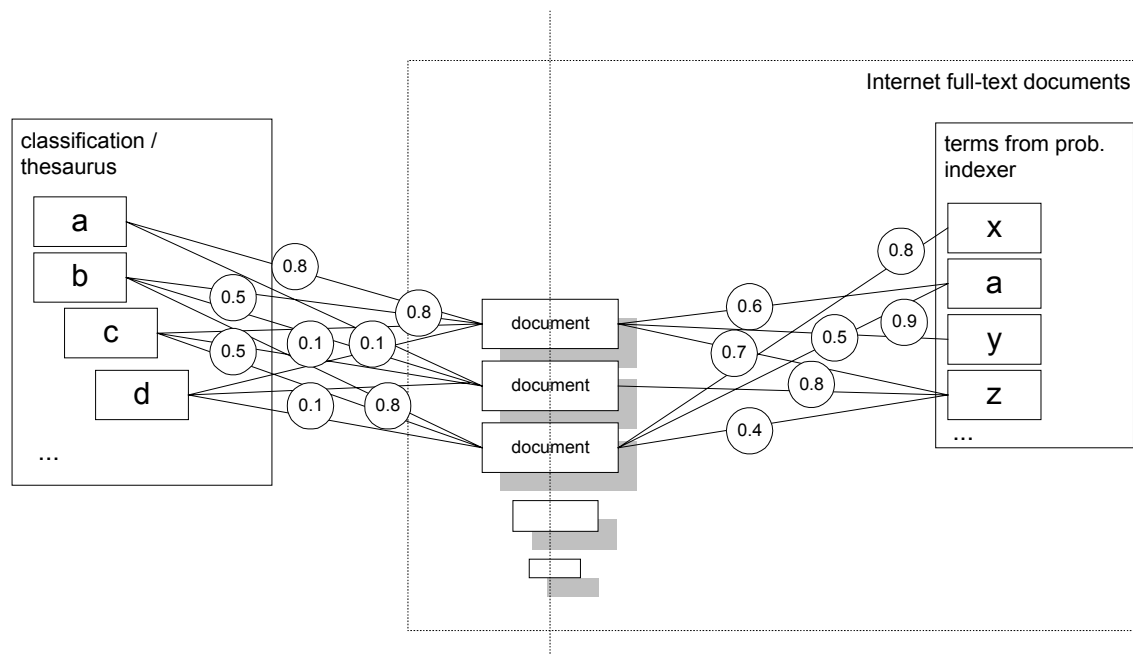 Internet full-text documents
classification /
thesaurus
a
b
c
d
...
0.8
0.5
0.8
0.1
0.1
0.5
0.1
0.8
document
document
document
0.8
0.6
0.9
0.5
0.7
0.8
0.4
terms from prob.
indexer
x
a
y
z
...